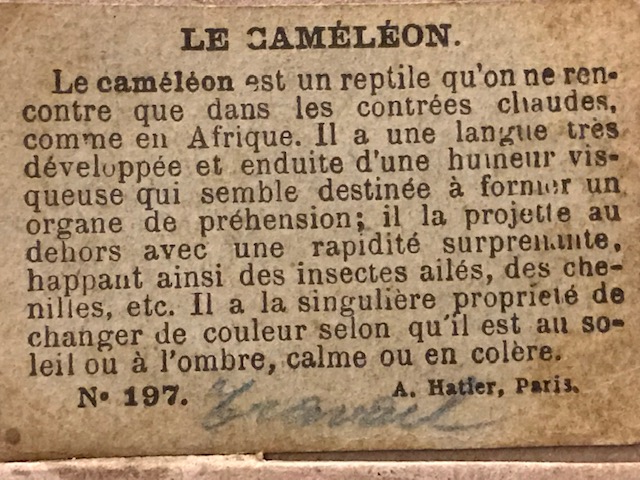 LE CAMÉLÉON.
Le caméléon est un reptile qu'on ne ren-
contre que dans les contrées chaudes,
comme en Afrique. Il a une langue très
développée et enduite d'une humeur vis-
queuse qui semble destinée à former un
organe de préhension; il la projette au
dehors avec une rapidité surprenante,
happant ainsi des insectes ailés, des che-
nilles, etc. Il a la singulière propriété de
changer de couleur selon qu'il est au so-
leil ou à l'ombre, calme ou en colère.
No 197. A. Hatier, Paris.
Travail